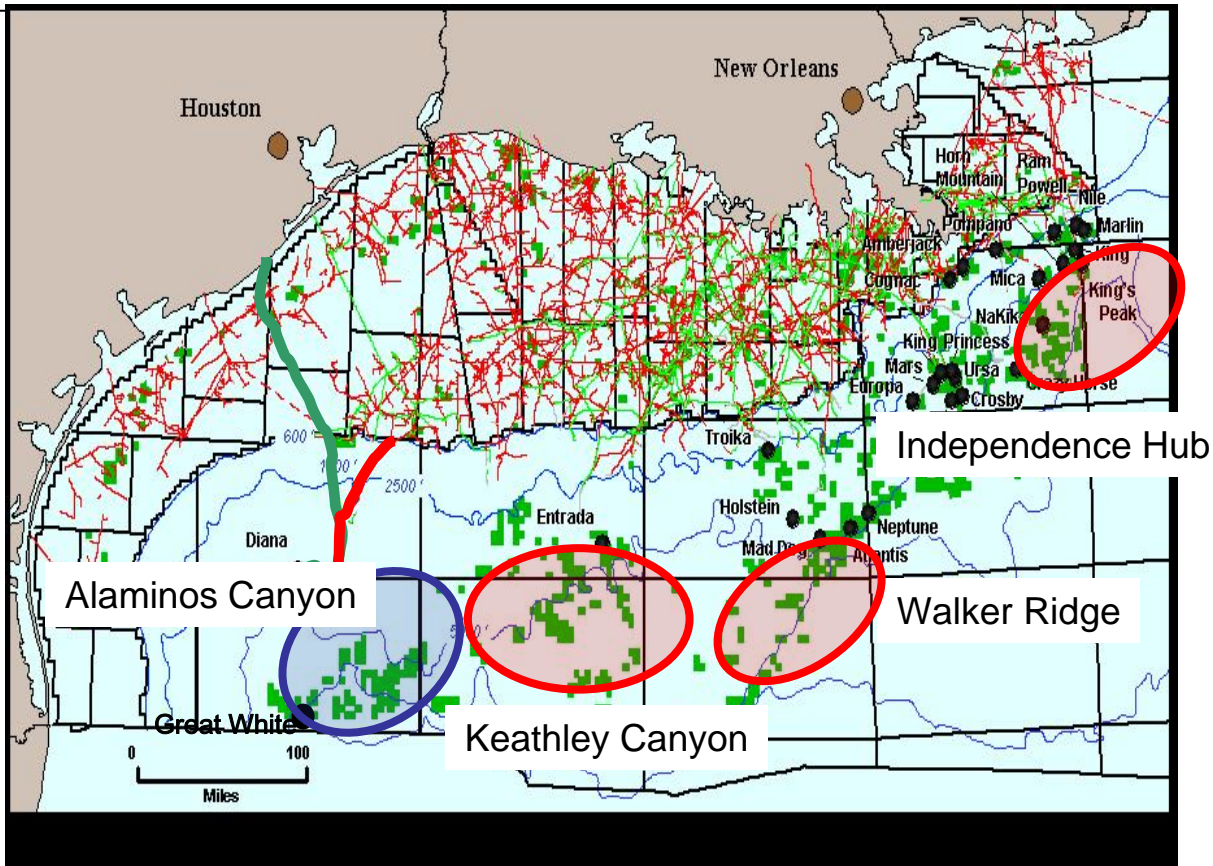 New Orleans
Houston
Horn
Mountain
Ram
Powell
Nile
Pompano
Marlin
Amberjack
King
Cognac
Mica
King's
Peak
NaKika
King Princess
Mars
Ursa
Crazy Horse
Europa
Crosby
600'
Troika
Independence Hub
2500'
Holstein
Entrada
Neptune
Diana
Mad Dog
Atlantis
Alaminos Canyon
Walker Ridge
Great White
Keathley Canyon
0 100
Miles